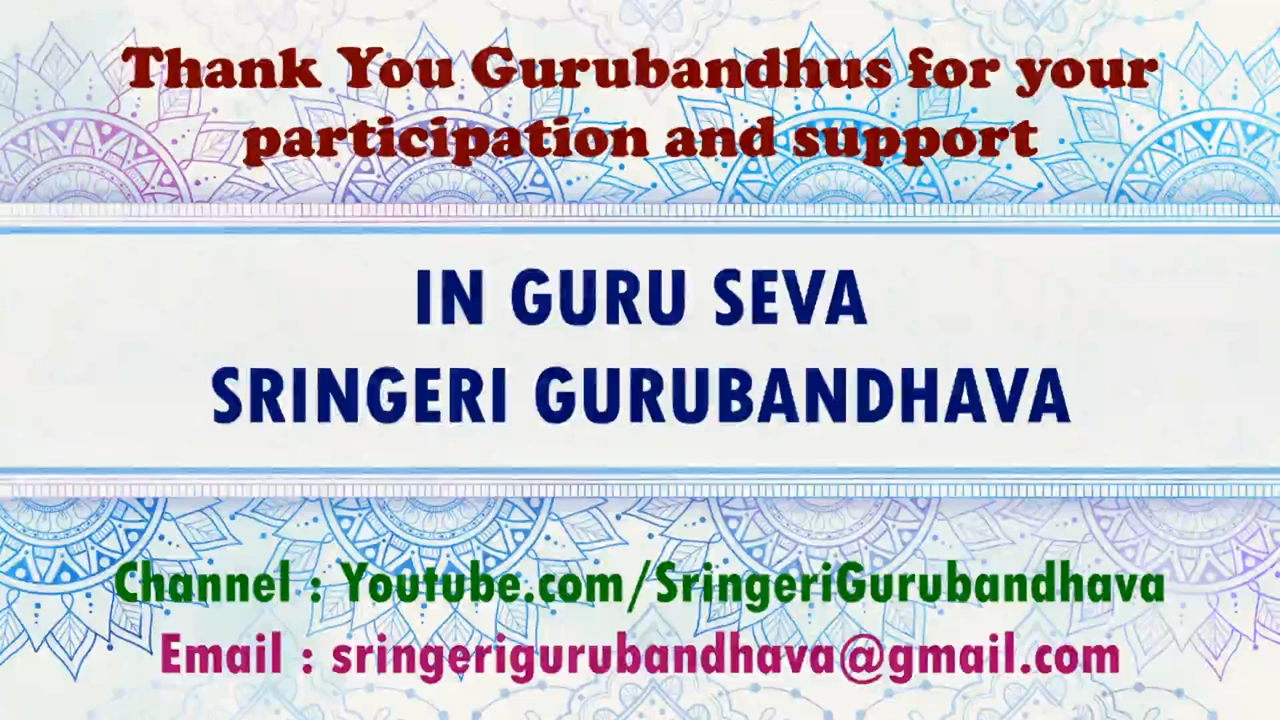 Thank You Gurubandhus for your
participation and support
IN GURU SEVA
SRINGERI GURUBANDHAVA
Channel : Youtube.com/SringeriGurubandhava
Email : sringerigurubandhava@gmail.com